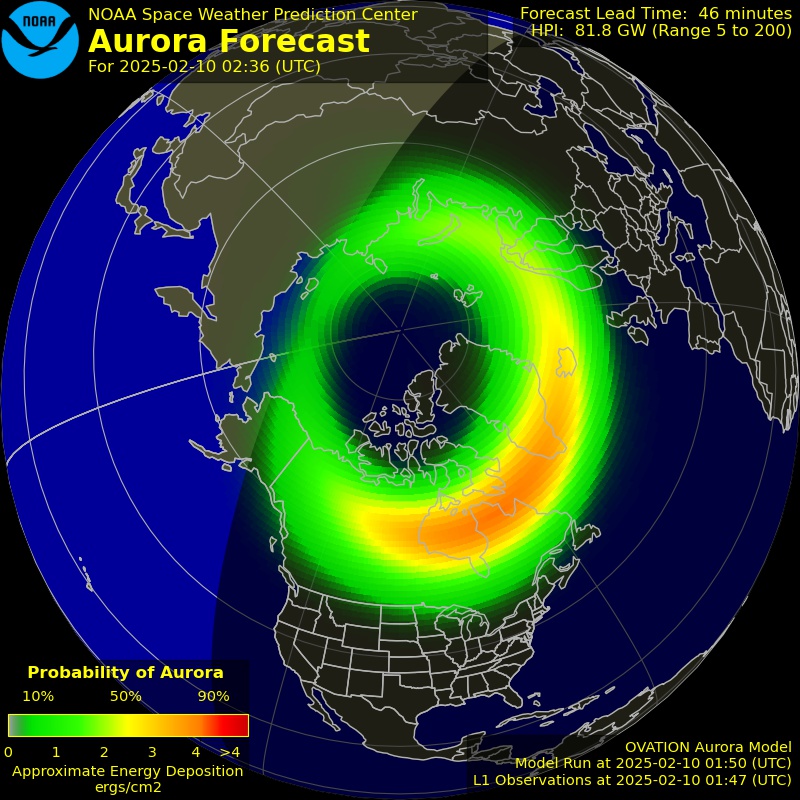 NOAA
NOAA Space Weather Prediction Center
Aurora Forecast
For 2025-02-10 02:36 (UTC)
Forecast Lead Time: 46 minutes
HPI: 81.8 GW (Range 5 to 200)
Probability of Aurora
10% 50% 90%
0 1 2 3 4 >4
Approximate Energy Deposition
ergs/cm2
OVATION Aurora Model
Model Run at 2025-02-10 01:50 (UTC)
L1 Observations at 2025-02-10 01:47 (UTC)